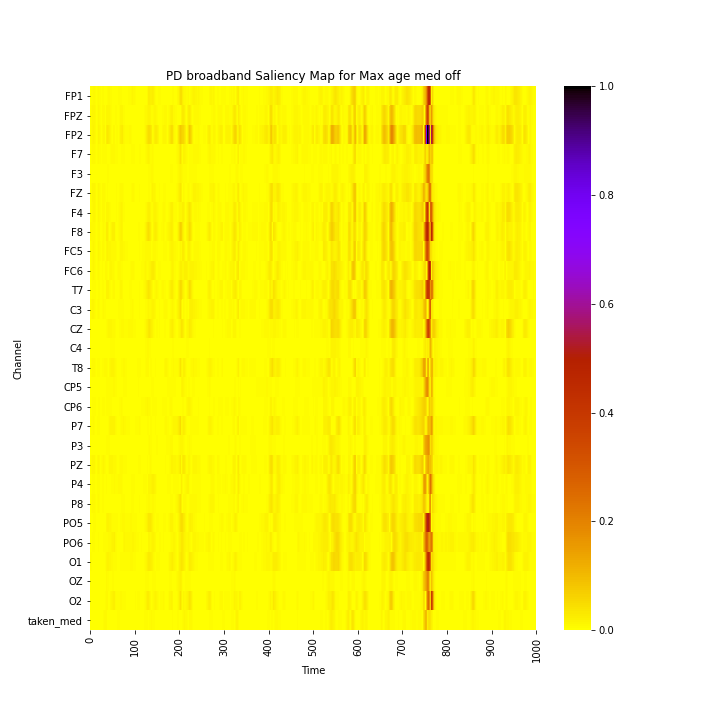 PD broadband Saliency Map for Max age med off
Channel
FP1
FPZ
FP2
F7
F3
FZ
F4
F8
FC5
FC6
T7
C3
CZ
C4
T8
CP5
CP6
P7
P3
PZ
P4
P8
PO5
PO6
O1
OZ
O2
taken_med
0 100 200 300 400 500 600 700 800 900 1000
Time
1.0
0.8
0.6
0.4
0.2
0.0